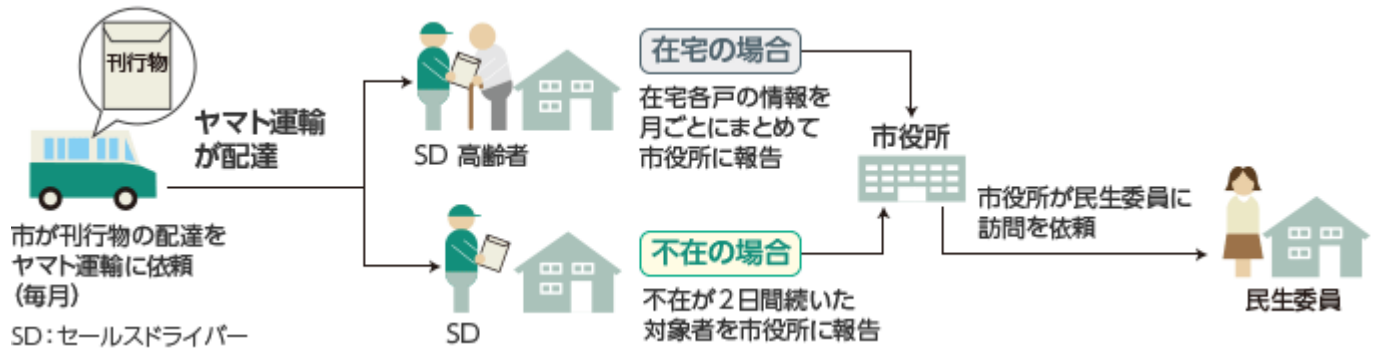 刊行物
ヤマト運輸
が配達
市が刊行物の配達を
ヤマト運輸に依頼
(毎月)
SD:セールスドライバー
SD 高齢者
在宅の場合
在宅各戸の情報を
月ごとにまとめて
市役所に報告
SD
不在の場合
不在が2日間続いた
対象者を市役所に報告
市役所
市役所が民生委員に
訪問を依頼
民生委員